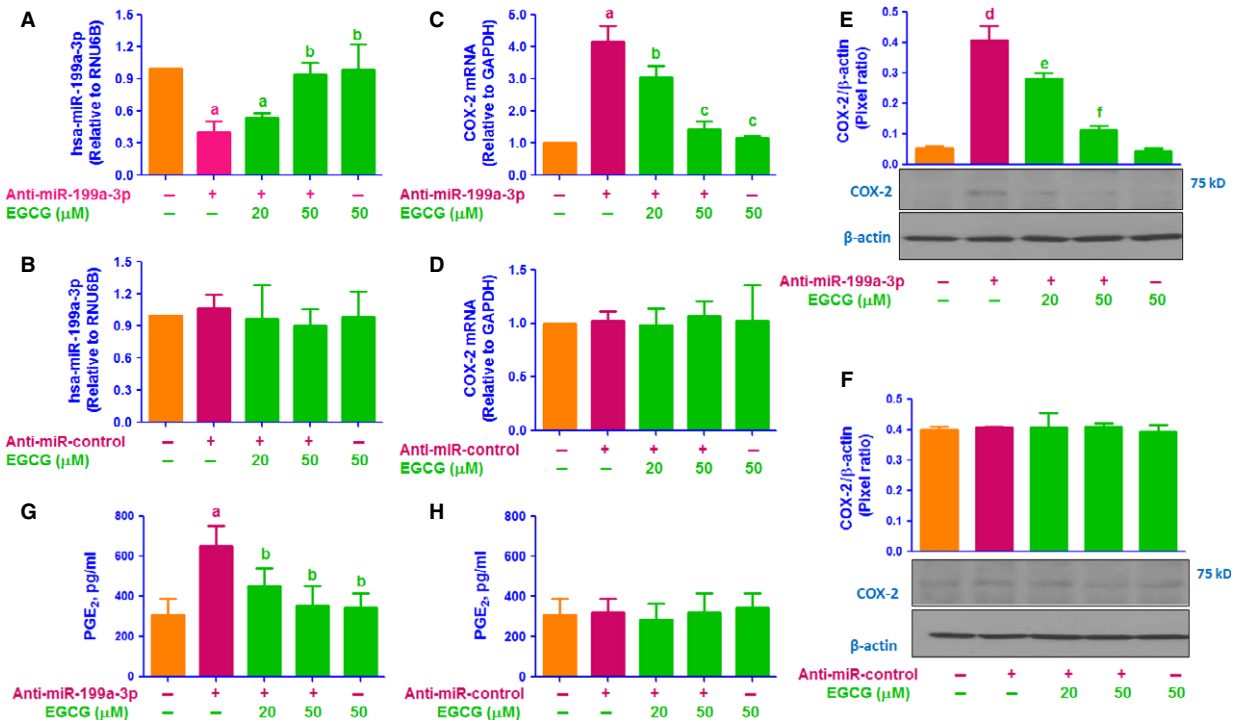 A
hsa-miR-199a-3p
(Relative to RNU6B)
1.5
1.2
0.9
0.6
0.3
0.0
a
a
b
b
Anti-miR-199a-3p – + + + –
EGCG (μM) – – 20 50 50
C
COX-2 mRNA
(Relative to GAPDH)
5.0
4.0
3.0
2.0
1.0
0.0
a
b
c
c
Anti-miR-199a-3p – + + + –
EGCG (μM) – – 20 50 50
E
COX-2/β-actin
(Pixel ratio)
0.5
0.4
0.3
0.2
0.1
0.0
d
e
f
COX-2
75 kD
β-actin
Anti-miR-199a-3p – + + + –
EGCG (μM) – – 20 50 50
B
hsa-miR-199a-3p
(Relative to RNU6B)
1.5
1.2
0.9
0.6
0.3
0.0
Anti-miR-control – + + + –
EGCG (μM) – – 20 50 50
D
COX-2 mRNA
(Relative to GAPDH)
1.5
1.0
0.5
0.0
Anti-miR-control – + + + –
EGCG (μM) – – 20 50 50
F
COX-2/β-actin
(Pixel ratio)
0.5
0.4
0.3
0.2
0.1
0.0
COX-2
75 kD
β-actin
Anti-miR-control – + + + –
EGCG (μM) – – 20 50 50
G
PGE2, pg/ml
800
600
400
200
0
a
b
b
b
Anti-miR-199a-3p – + + + –
EGCG (μM) – – 20 50 50
H
PGE2, pg/ml
800
600
400
200
0
Anti-miR-control – + + + –
EGCG (μM) – – 20 50 50